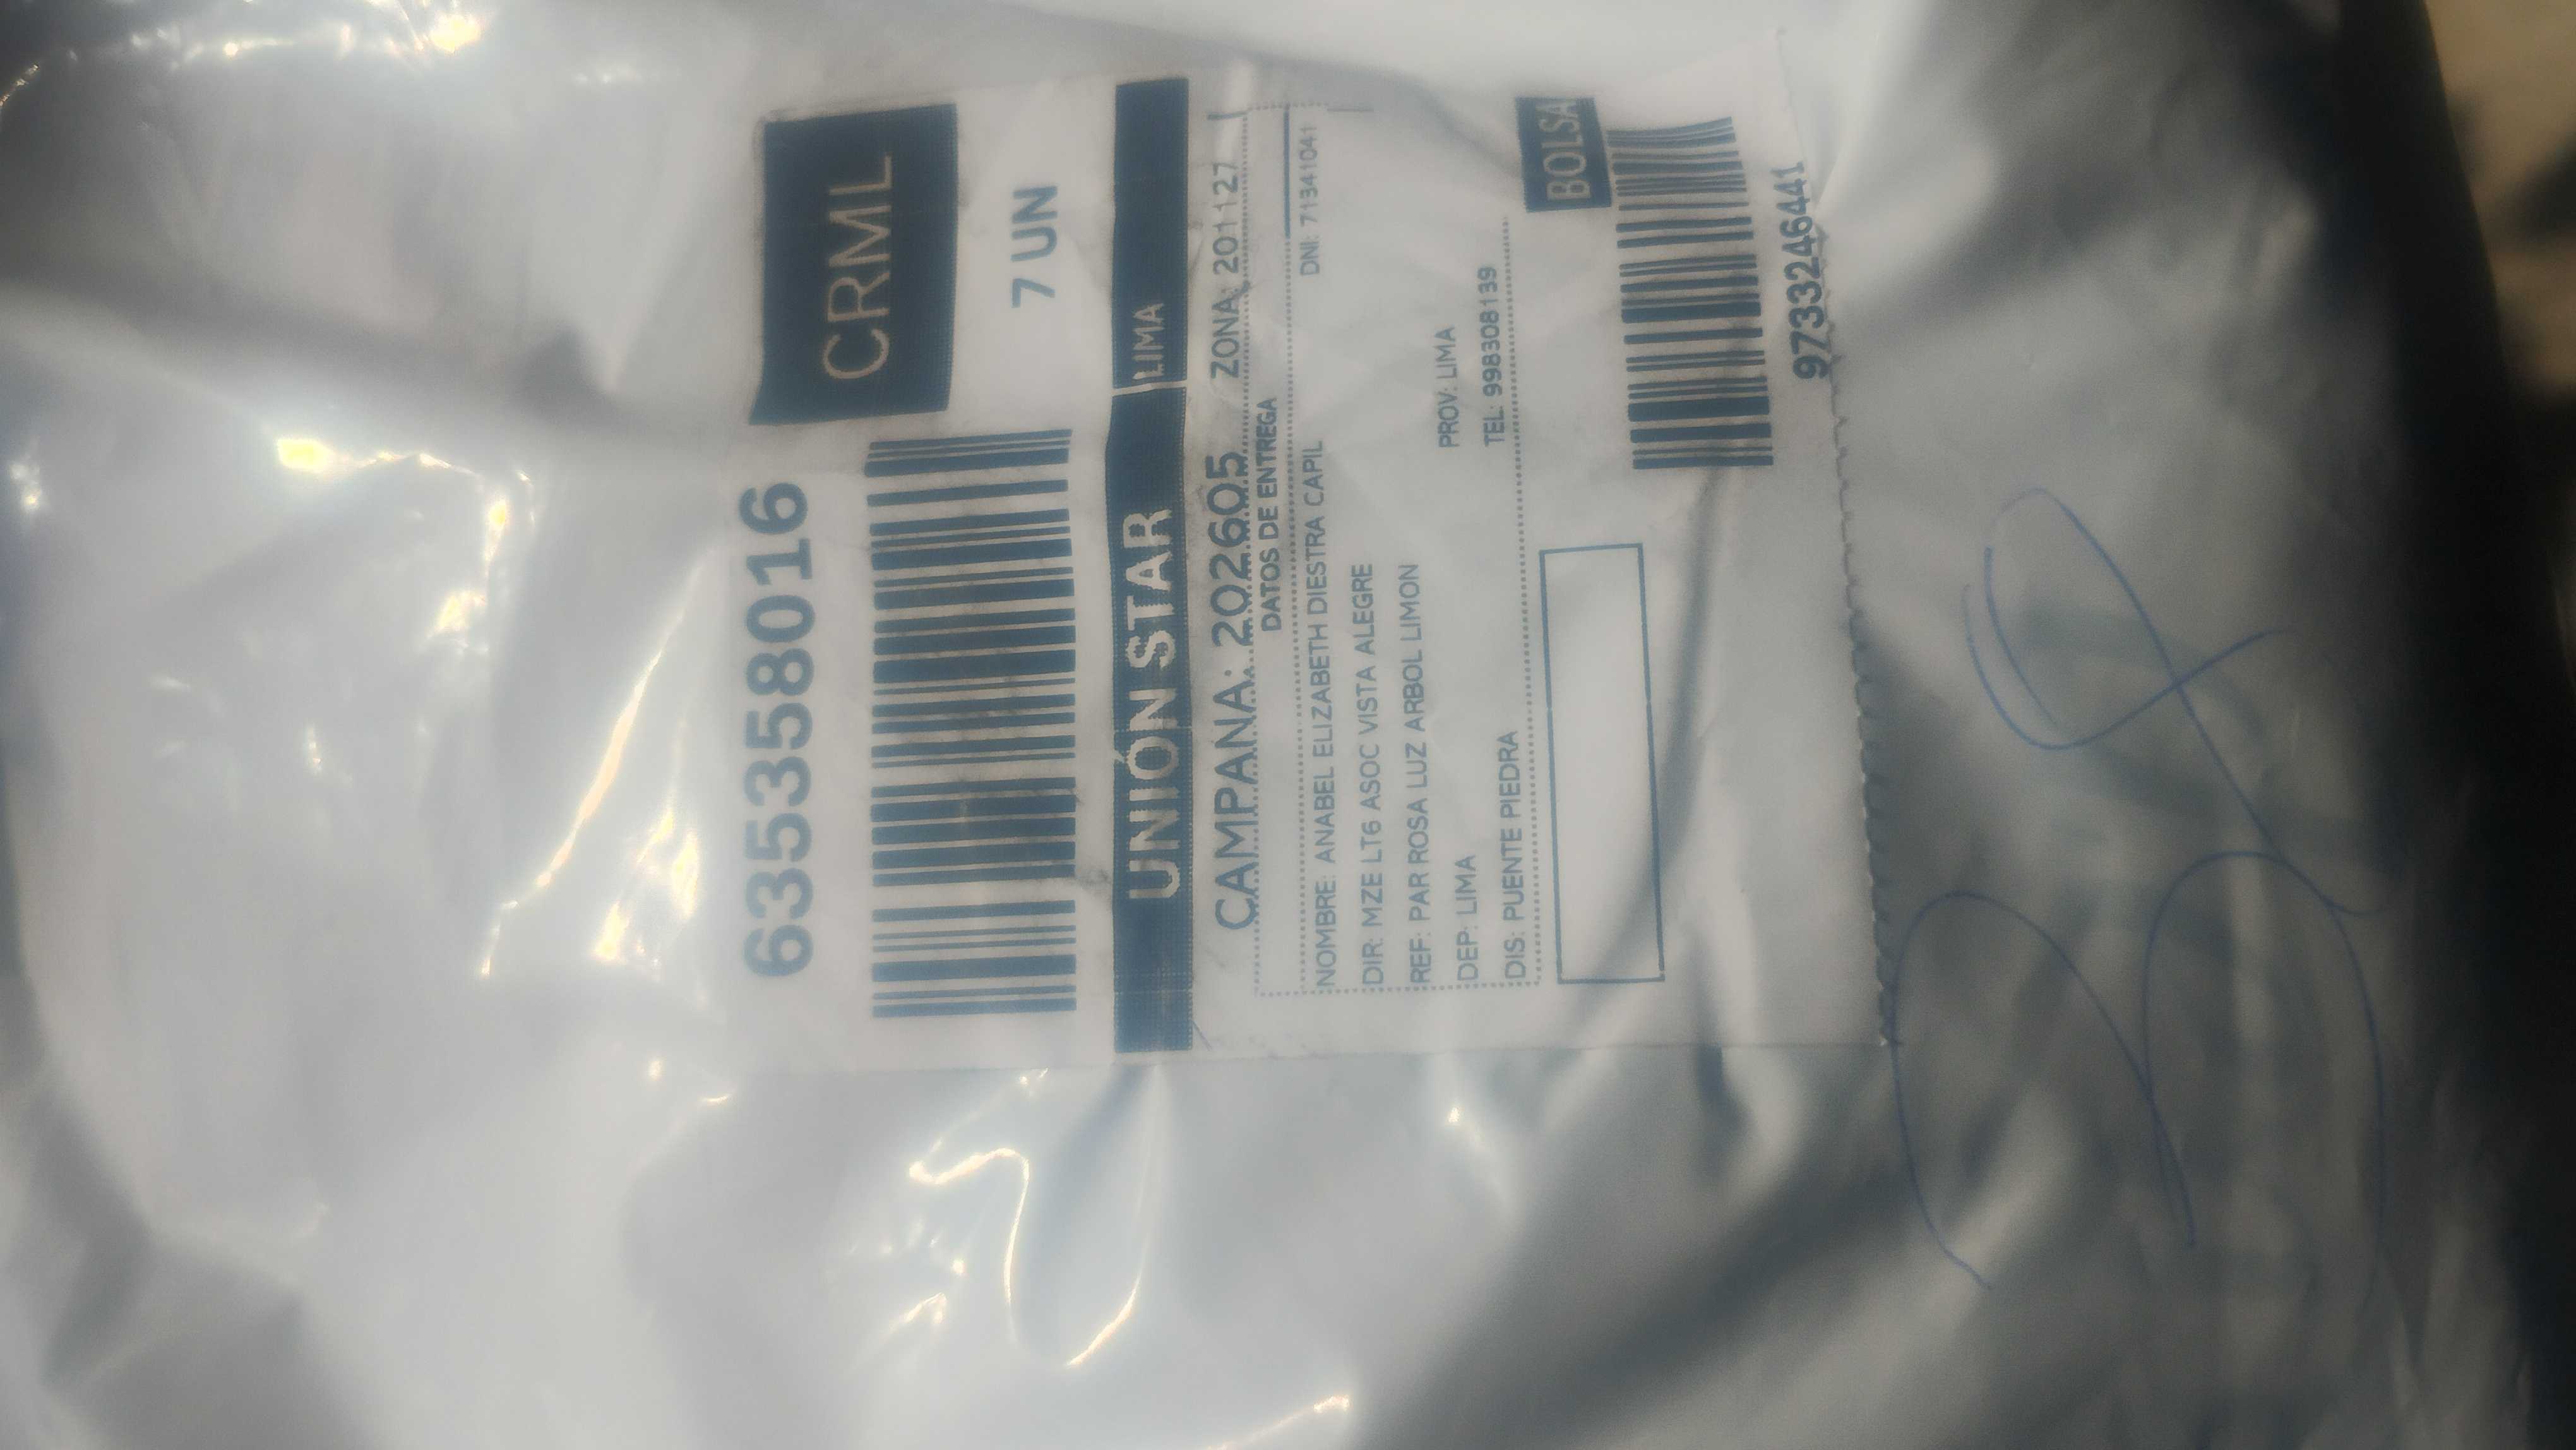 635358016
CRML
7 UN
UNIÓN STAR LIMA
CAMPANA: 202605 ZONA: 201127
DATOS DE ENTREGA
NOMBRE: ANABEL ELIZABETH DIESTRA CAPIL DNI: 71341041
DIR: MZE LT6 ASOC VISTA ALEGRE
REF: PAR ROSA LUZ ARBOL LIMON
DEP: LIMA PROV: LIMA
DIS: PUENTE PIEDRA TEL: 998308139
BOLSA
9733246441